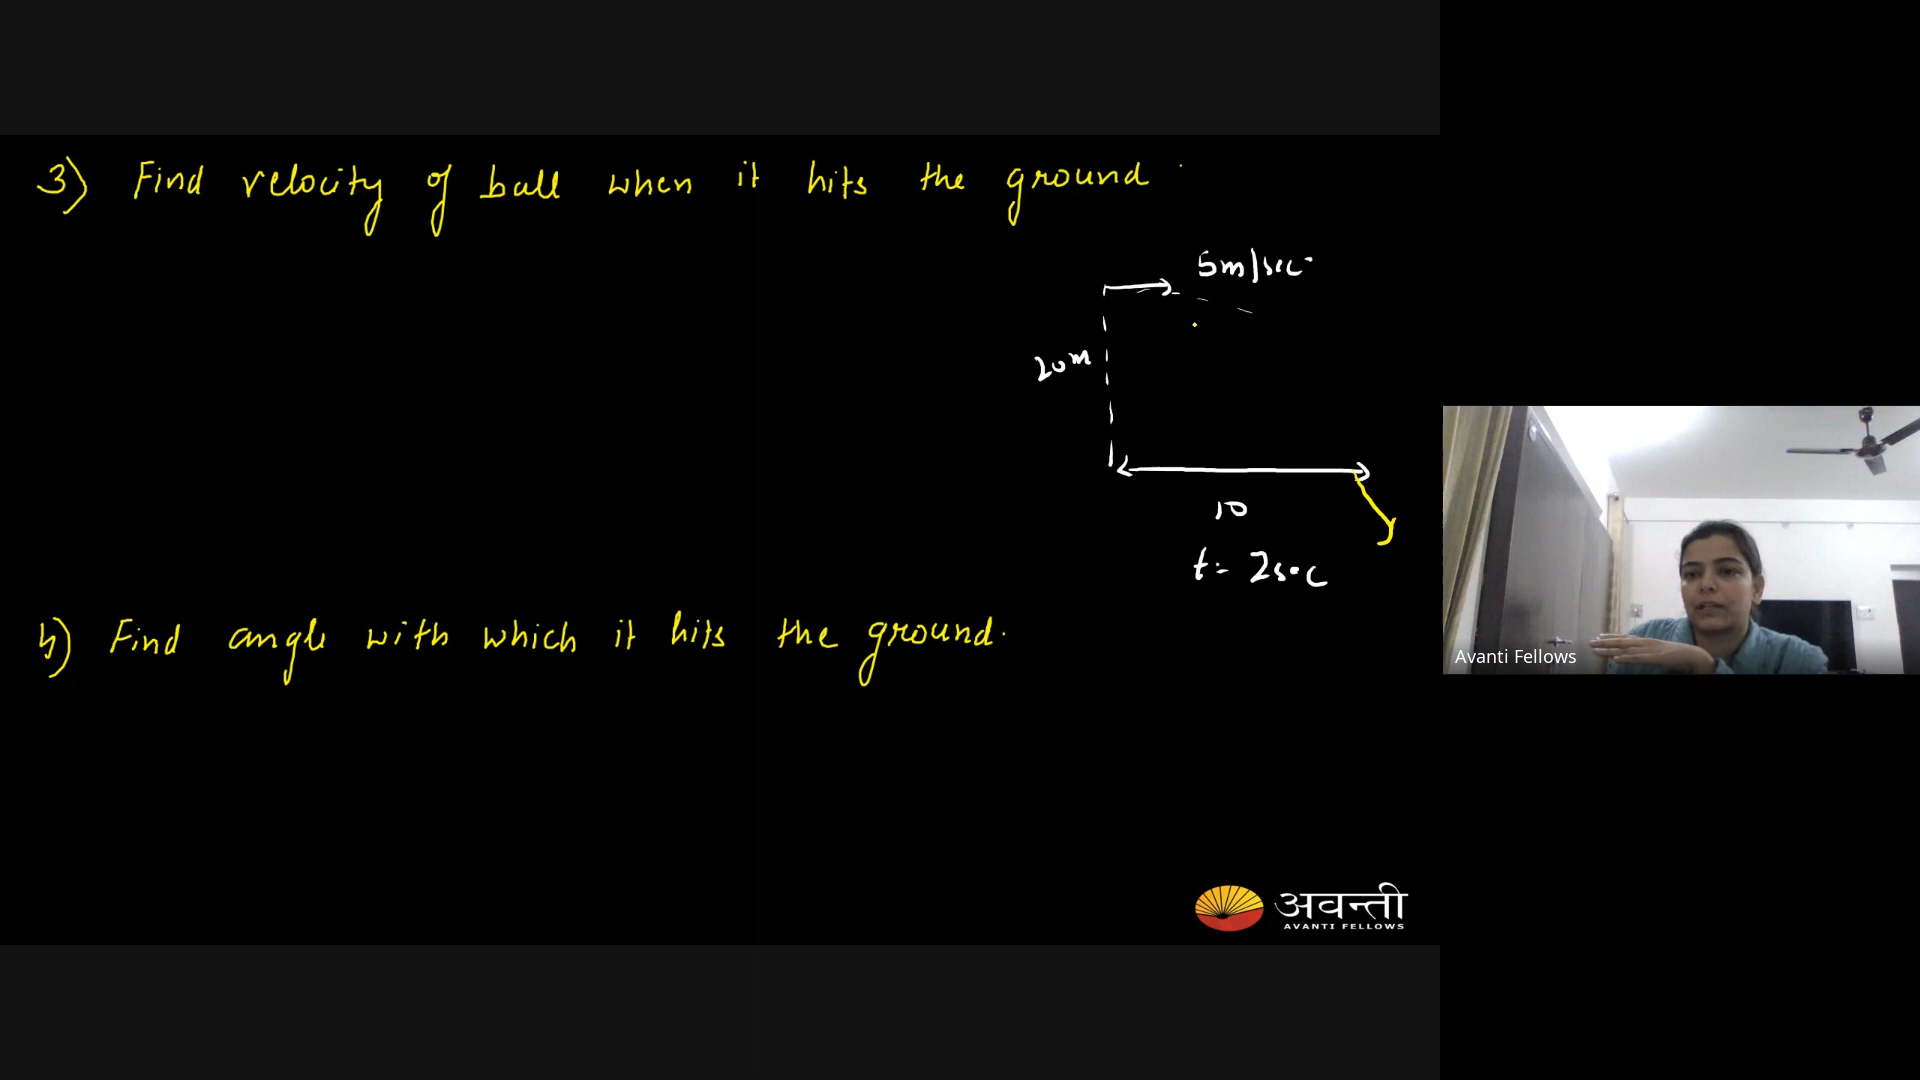 3) Find velocity of ball when it hits the ground.
5m/sec.
20m
10
t= 2sec
4) Find angle with which it hits the ground.
Avanti Fellows
अवन्ती
AVANTI FELLOWS